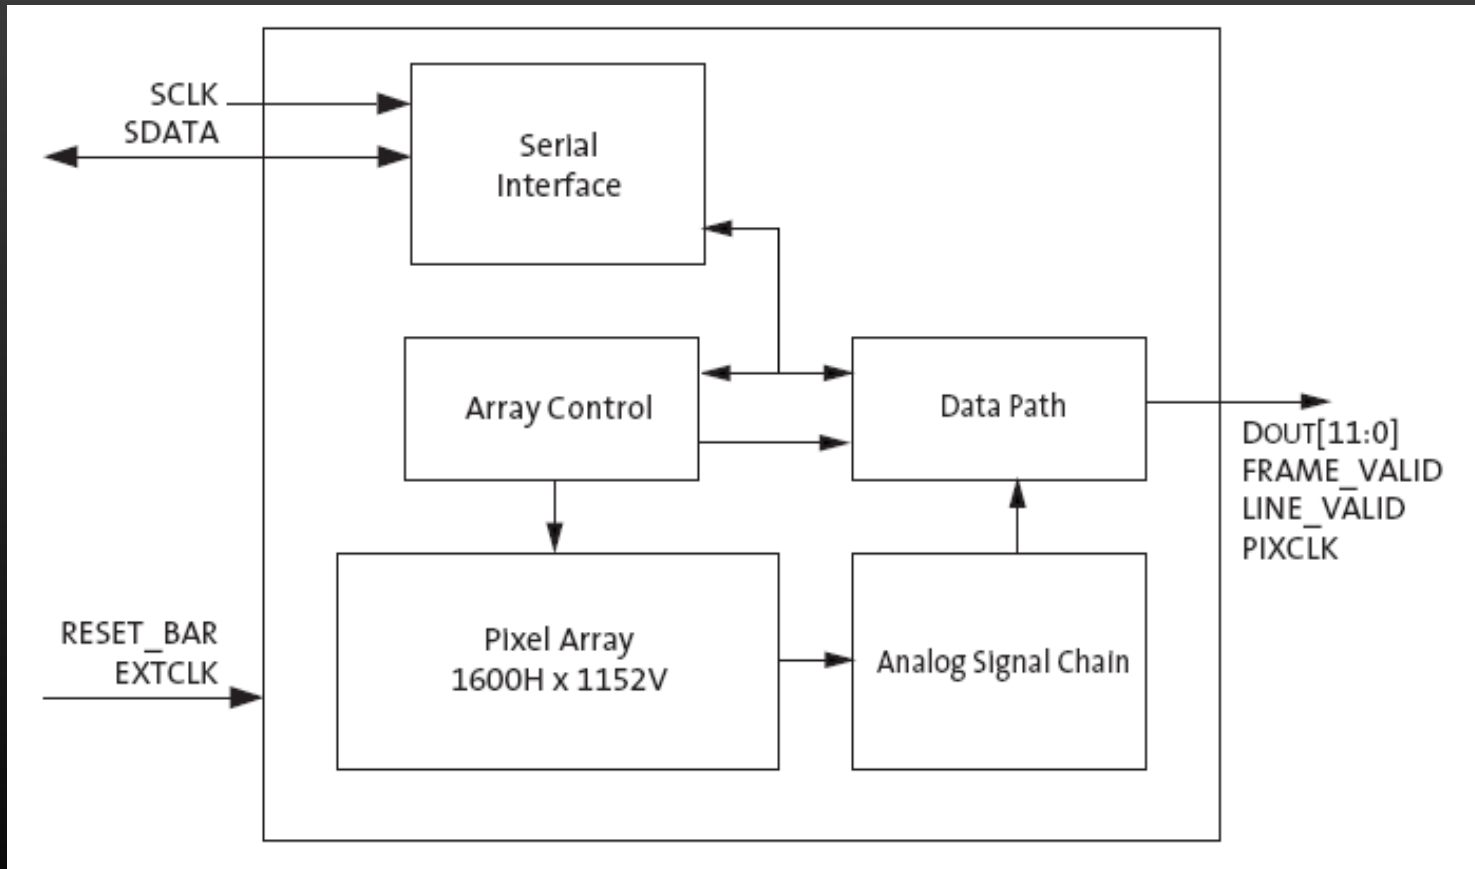 SCLK
SDATA
Serial
Interface
Array Control
Data Path
DOUT[11:0]
FRAME_VALID
LINE_VALID
PIXCLK
RESET_BAR
EXTCLK
Pixel Array
1600H x 1152V
Analog Signal Chain